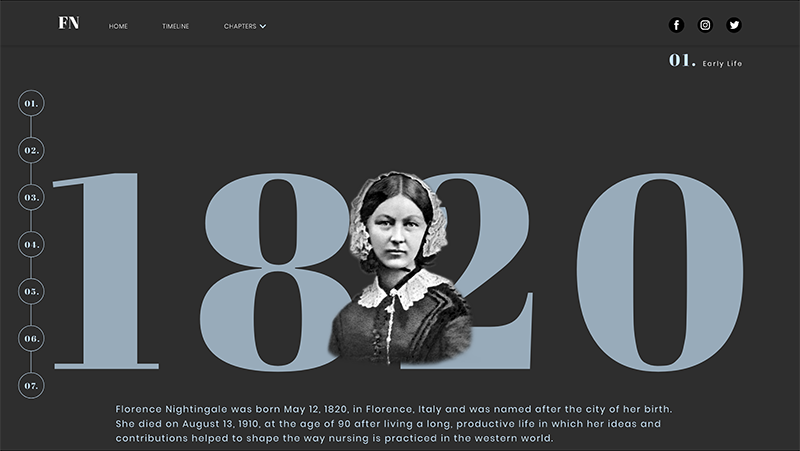 FN HOME TIMELINE CHAPTERS
01. Early Life
01.
02.
03.
04.
05.
06.
07.
1820
Florence Nightingale was born May 12, 1820, in Florence, Italy and was named after the city of her birth.
She died on August 13, 1910, at the age of 90 after living a long, productive life in which her ideas and
contributions helped to shape the way nursing is practiced in the western world.